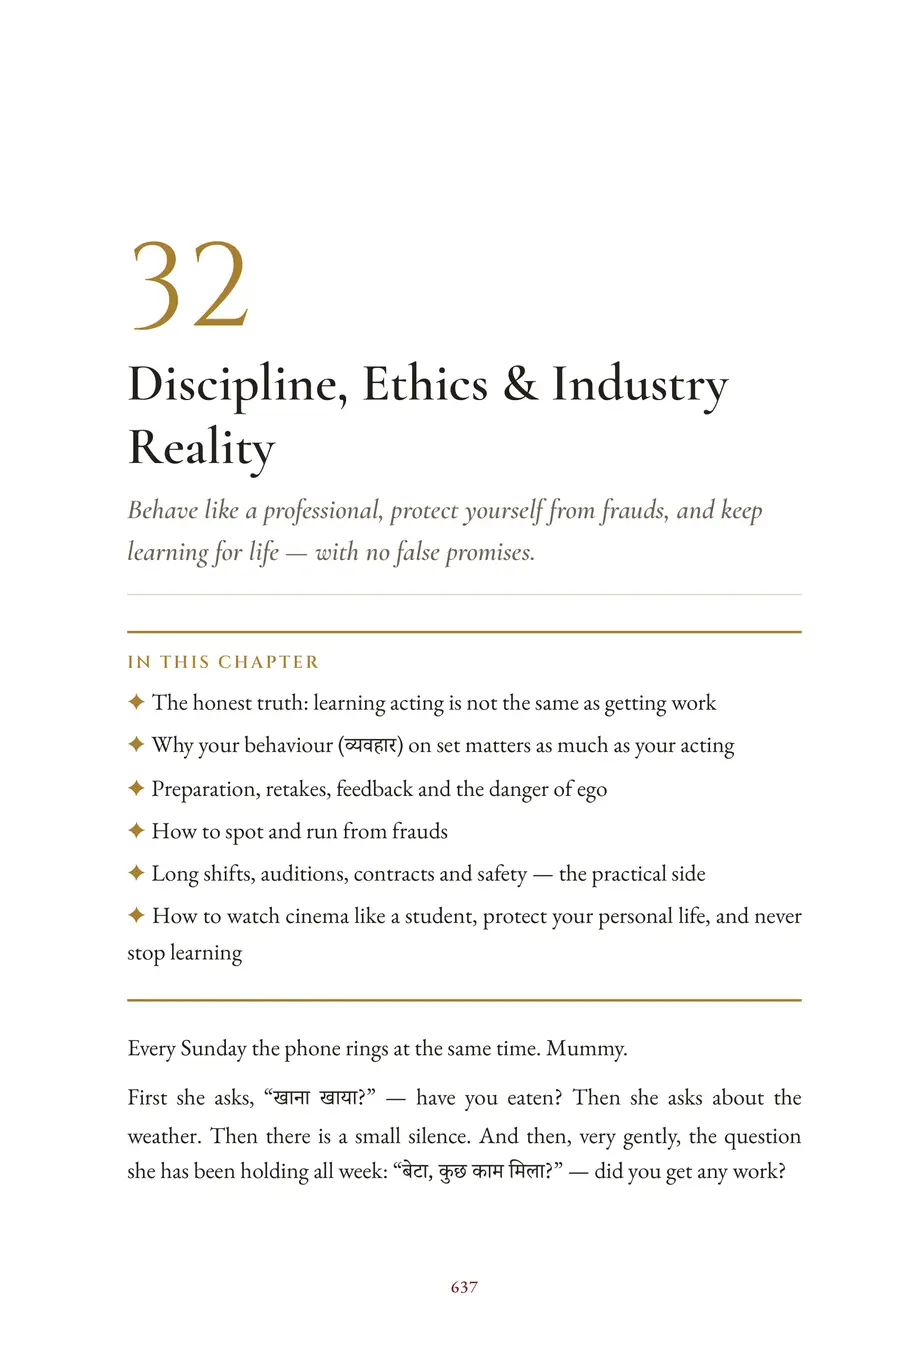 32
Discipline, Ethics & Industry
Reality
Behave like a professional, protect yourself from frauds, and keep
learning for life — with no false promises.
IN THIS CHAPTER
✦ The honest truth: learning acting is not the same as getting work
✦ Why your behaviour (व्यवहार) on set matters as much as your acting
✦ Preparation, retakes, feedback and the danger of ego
✦ How to spot and run from frauds
✦ Long shifts, auditions, contracts and safety — the practical side
✦ How to watch cinema like a student, protect your personal life, and never
stop learning
Every Sunday the phone rings at the same time. Mummy.
First she asks, “खाना खाया?” — have you eaten? Then she asks about the
weather. Then there is a small silence. And then, very gently, the question
she has been holding all week: “बेटा, कुछ काम मिला?” — did you get any work?
637